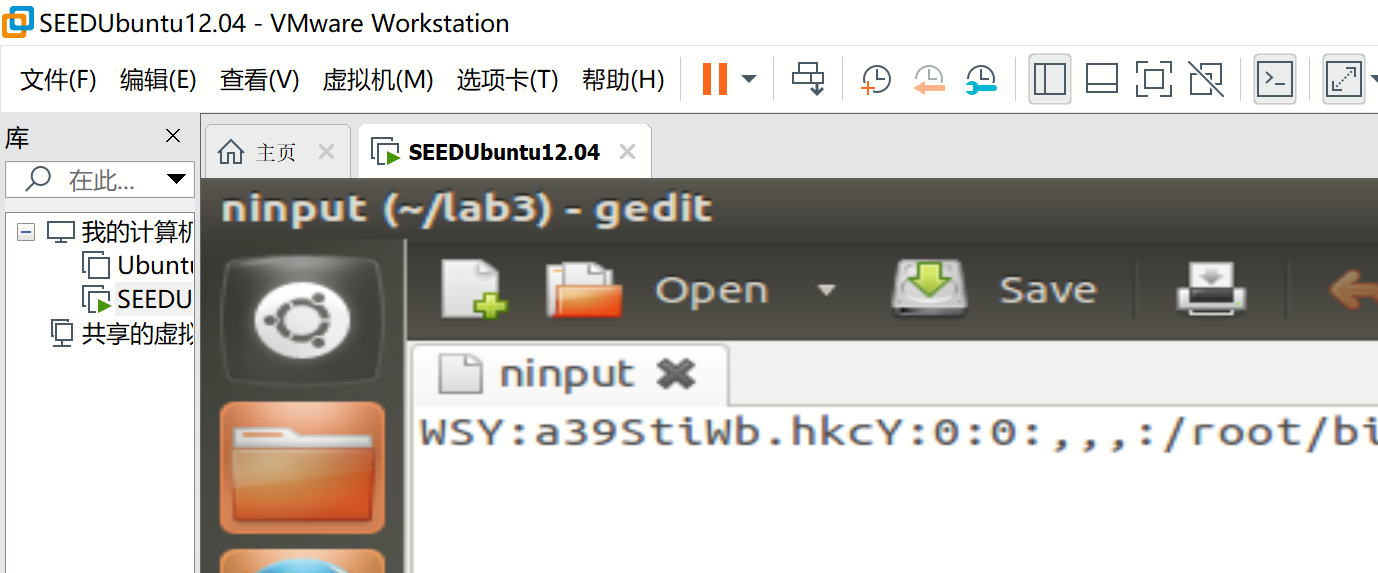 SEEDUbuntu12.04 - VMware Workstation
文件(F) 编辑(E) 查看(V) 虚拟机(M) 选项卡(T) 帮助(H)
库
在此...
主页
SEEDUbuntu12.04
我的计算机
Ubuntu
SEEDU
共享的虚拟
ninput (~/lab3) - gedit
Open Save
ninput
WSY:a39StiWb.hkcY:0:0:,,,:/root/bi